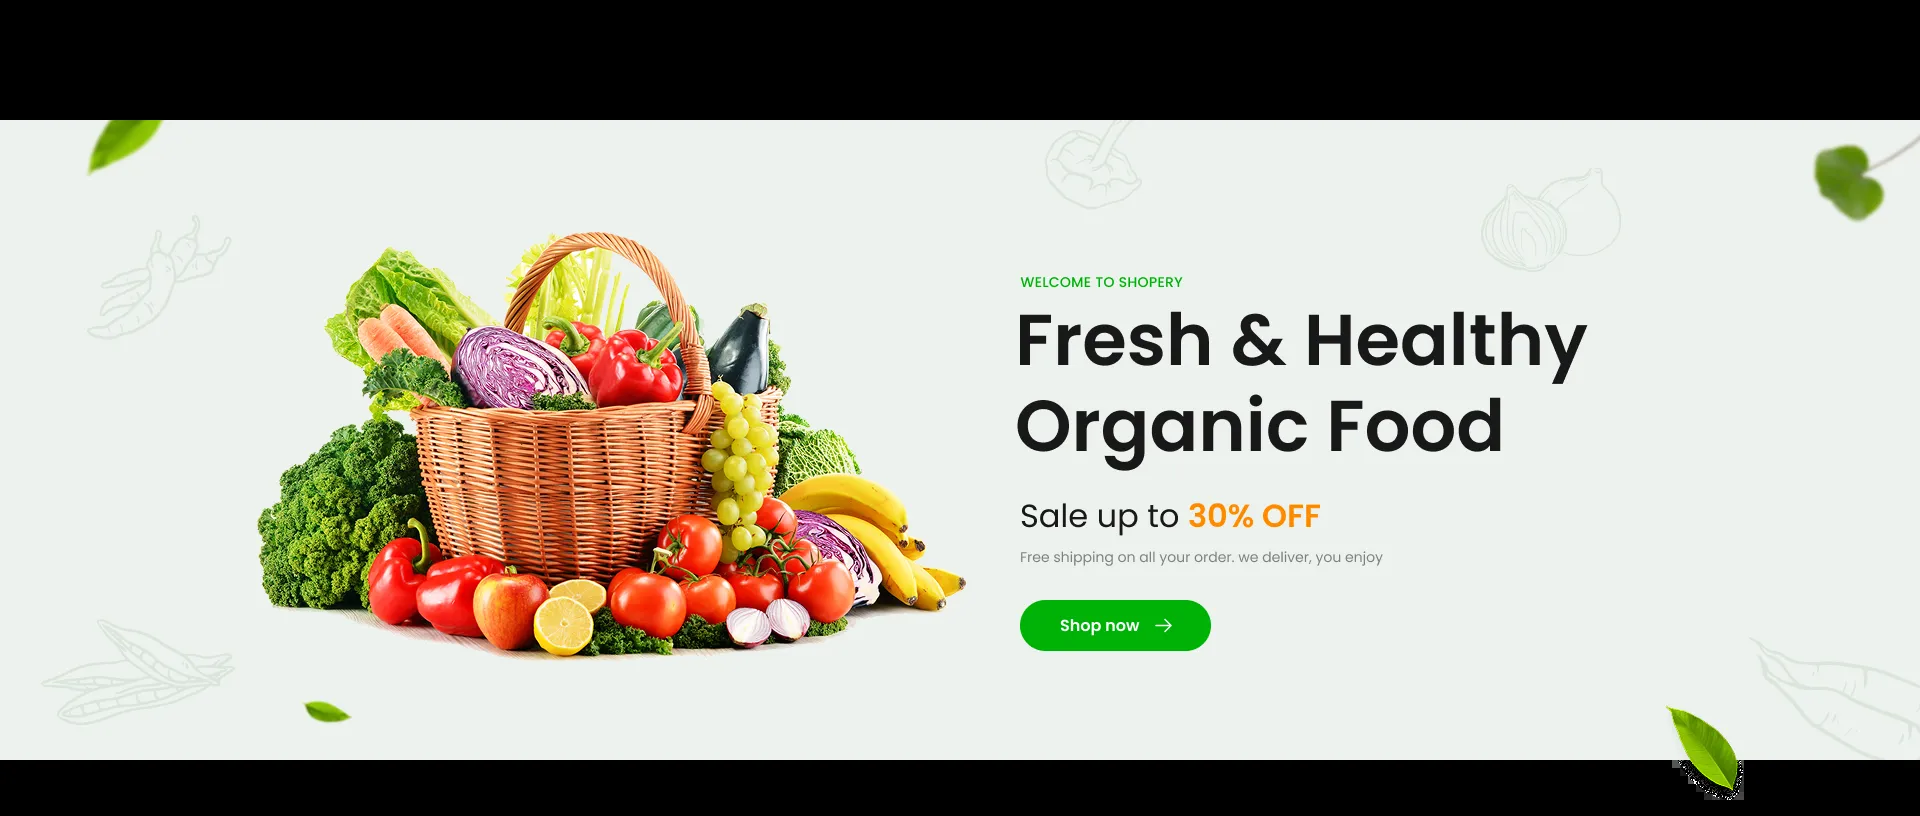 WELCOME TO SHOPERY
Fresh & Healthy
Organic Food
Sale up to 30% OFF
Free shipping on all your order. we deliver, you enjoy
Shop now